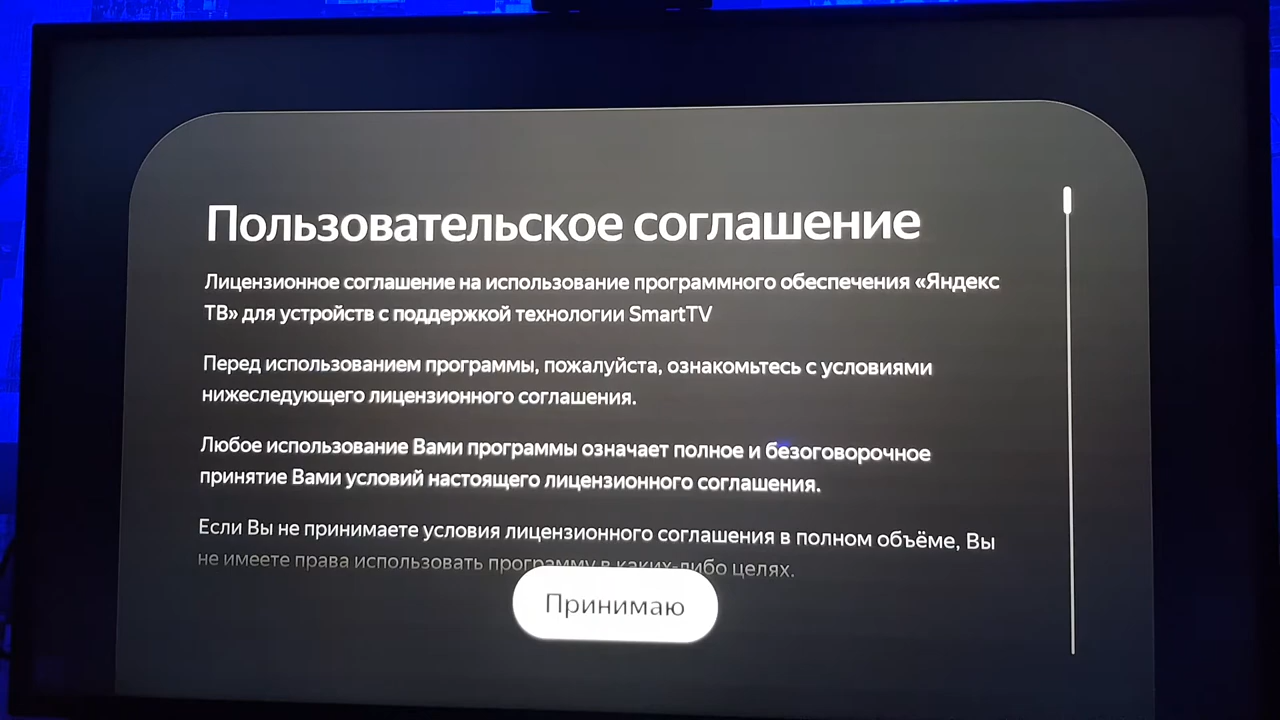 Пользовательское соглашение
Лицензионное соглашение на использование программного обеспечения «Яндекс
ТВ» для устройств с поддержкой технологии SmartTV
Перед использованием программы, пожалуйста, ознакомьтесь с условиями
нижеследующего лицензионного соглашения.
Любое использование Вами программы означает полное и безоговорочное
принятие Вами условий настоящего лицензионного соглашения.
Если Вы не принимаете условия лицензионного соглашения в полном объёме, Вы
не имеете права использовать программу в каких-либо целях.
Принимаю